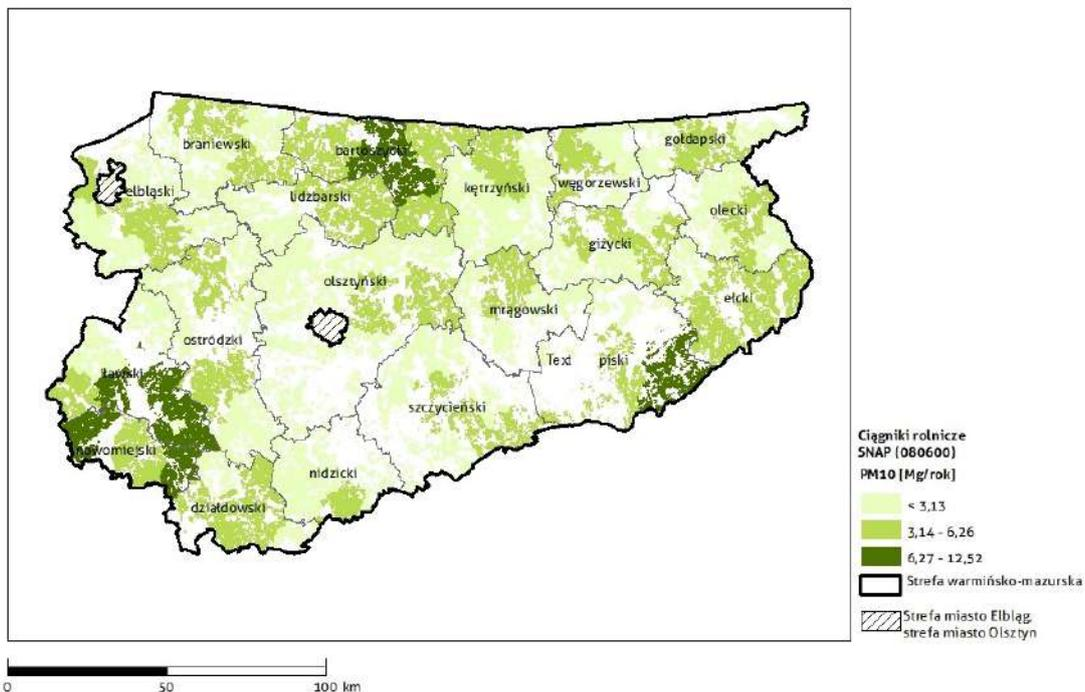 braniewski
bartoszycki
gołdapski
elbląski
lidzbarski
kętrzyński
węgorzewski
olecki
giżycki
olsztyński
ełcki
mrągowski
ostródzki
Text
piski
iławski
szczycieński
nowomiejski
nidzicki
działdowski
Ciągniki rolnicze
SNAP (080600)
PM10 [Mg/rok]
< 3,13
3,14 - 6,26
6,27 - 12,52
Strefa warmińsko-mazurska
Strefa miasto Elbląg,
strefa miasto Olsztyn
0 50 100 km